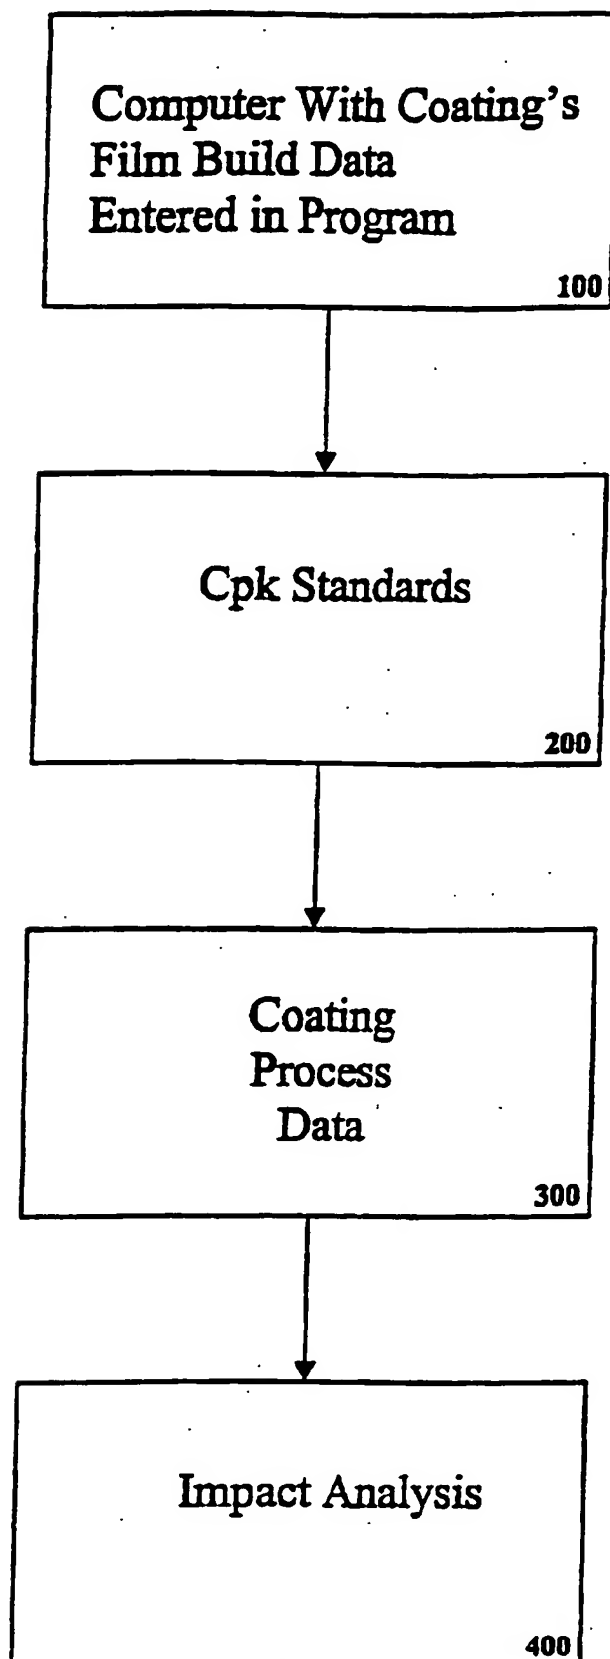 Computer With Coating's
Film Build Data
Entered in Program
100
Cpk Standards
200
Coating
Process
Data
300
Impact Analysis
400